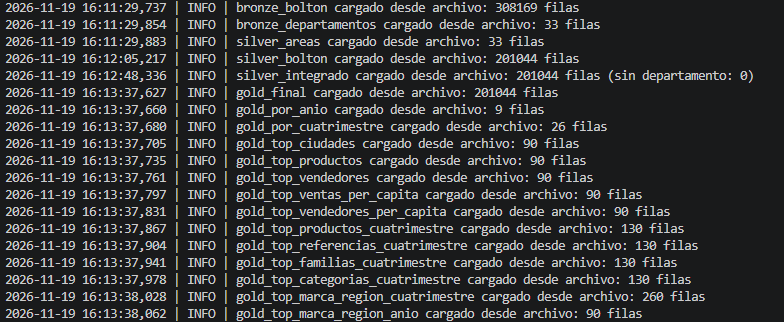 2026-11-19 16:11:29,737 | INFO | bronze_bolton cargado desde archivo: 308169 filas
2026-11-19 16:11:29,854 | INFO | bronze_departamentos cargado desde archivo: 33 filas
2026-11-19 16:11:29,883 | INFO | silver_areas cargado desde archivo: 33 filas
2026-11-19 16:12:05,217 | INFO | silver_bolton cargado desde archivo: 201044 filas
2026-11-19 16:12:48,336 | INFO | silver_integrado cargado desde archivo: 201044 filas (sin departamento: 0)
2026-11-19 16:13:37,627 | INFO | gold_final cargado desde archivo: 201044 filas
2026-11-19 16:13:37,660 | INFO | gold_por_anio cargado desde archivo: 9 filas
2026-11-19 16:13:37,680 | INFO | gold_por_cuatrimestre cargado desde archivo: 26 filas
2026-11-19 16:13:37,705 | INFO | gold_top_ciudades cargado desde archivo: 90 filas
2026-11-19 16:13:37,735 | INFO | gold_top_productos cargado desde archivo: 90 filas
2026-11-19 16:13:37,761 | INFO | gold_top_vendedores cargado desde archivo: 90 filas
2026-11-19 16:13:37,797 | INFO | gold_top_ventas_per_capita cargado desde archivo: 90 filas
2026-11-19 16:13:37,831 | INFO | gold_top_vendedores_per_capita cargado desde archivo: 90 filas
2026-11-19 16:13:37,867 | INFO | gold_top_productos_cuatrimestre cargado desde archivo: 130 filas
2026-11-19 16:13:37,904 | INFO | gold_top_referencias_cuatrimestre cargado desde archivo: 130 filas
2026-11-19 16:13:37,941 | INFO | gold_top_familias_cuatrimestre cargado desde archivo: 130 filas
2026-11-19 16:13:37,978 | INFO | gold_top_categorias_cuatrimestre cargado desde archivo: 130 filas
2026-11-19 16:13:38,028 | INFO | gold_top_marca_region_cuatrimestre cargado desde archivo: 260 filas
2026-11-19 16:13:38,062 | INFO | gold_top_marca_region_anio cargado desde archivo: 90 filas